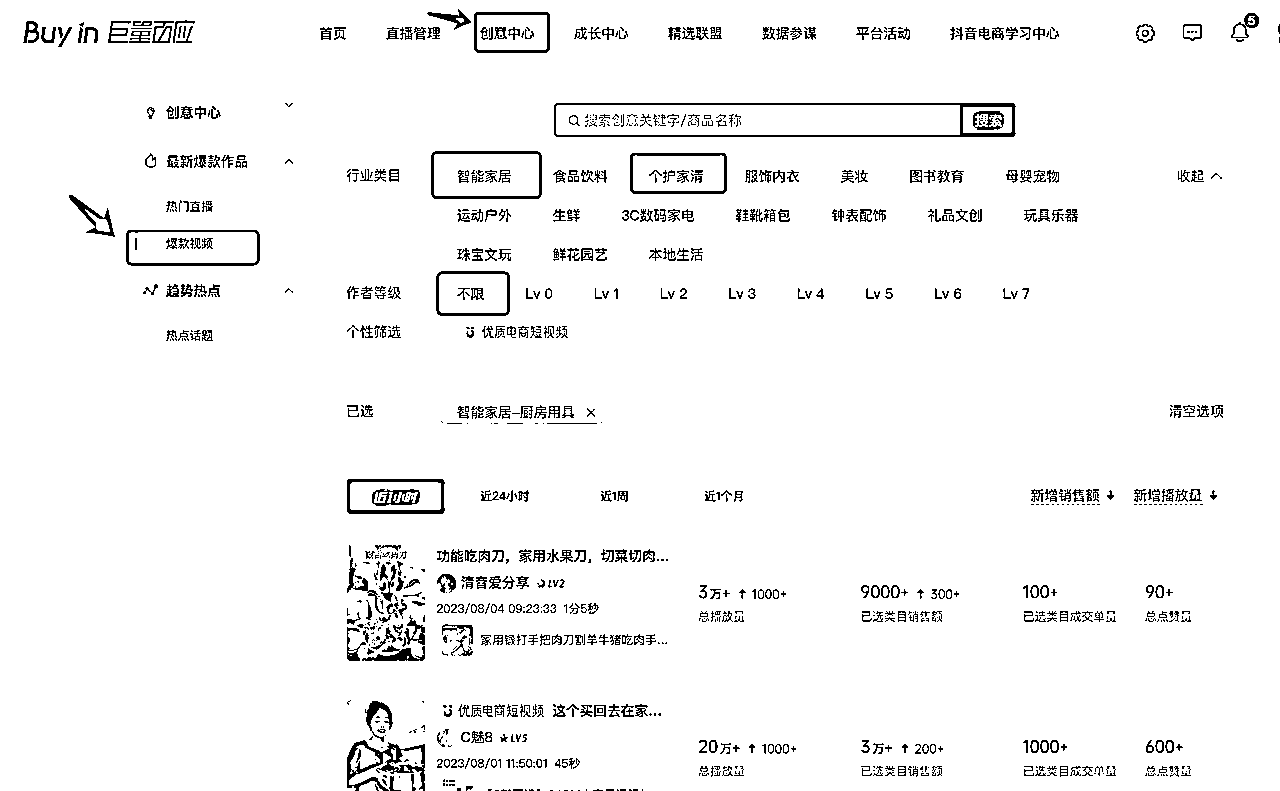 Buy in 巨量百应
首页 直播管理 创意中心 成长中心 精选联盟 数据参谋 平台活动 抖音电商学习中心
5
创意中心
最新爆款作品
热门直播
爆款视频
趋势热点
热点话题
搜索创意关键字/商品名称 搜索
行业类目 智能家居 食品饮料 个护家清 服饰内衣 美妆 图书教育 母婴宠物 收起
运动户外 生鲜 3C数码家电 鞋靴箱包 钟表配饰 礼品文创 玩具乐器
珠宝文玩 鲜花园艺 本地生活
作者等级 不限 Lv 0 Lv 1 Lv 2 Lv 3 Lv 4 Lv 5 Lv 6 Lv 7
个性筛选 优质电商短视频
已选 智能家居-厨房用具 × 清空选项
近1小时 近24小时 近1周 近1个月 新增销售额 新增播放量
功能吃肉刀，家用水果刀，切菜切肉...
清音爱分享 LV2
2023/08/04 09:23:33 1分5秒
家用锻打手把肉刀割羊牛猪吃肉手...
3万+ ↑ 1000+ 9000+ ↑ 300+ 100+ 90+
总播放量 已选类目销售额 已选类目成交单量 总点赞量
优质电商短视频 这个买回去在家...
C魅8 LV5
2023/08/01 11:50:01 45秒
20万+ ↑ 1000+ 3万+ ↑ 200+ 1000+ 600+
总播放量 已选类目销售额 已选类目成交单量 总点赞量